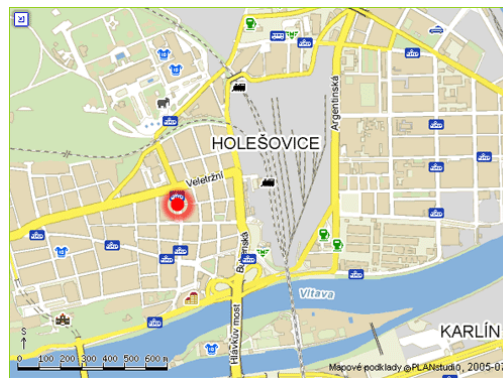 HOLEŠOVICE
Argentinská
Veletržní
Bubenská
Vltava
Hlávkův most
KARLÍN
S
0 100 200 300 400 500 600 m
Mapové podklady © PLANstudio, 2005-0